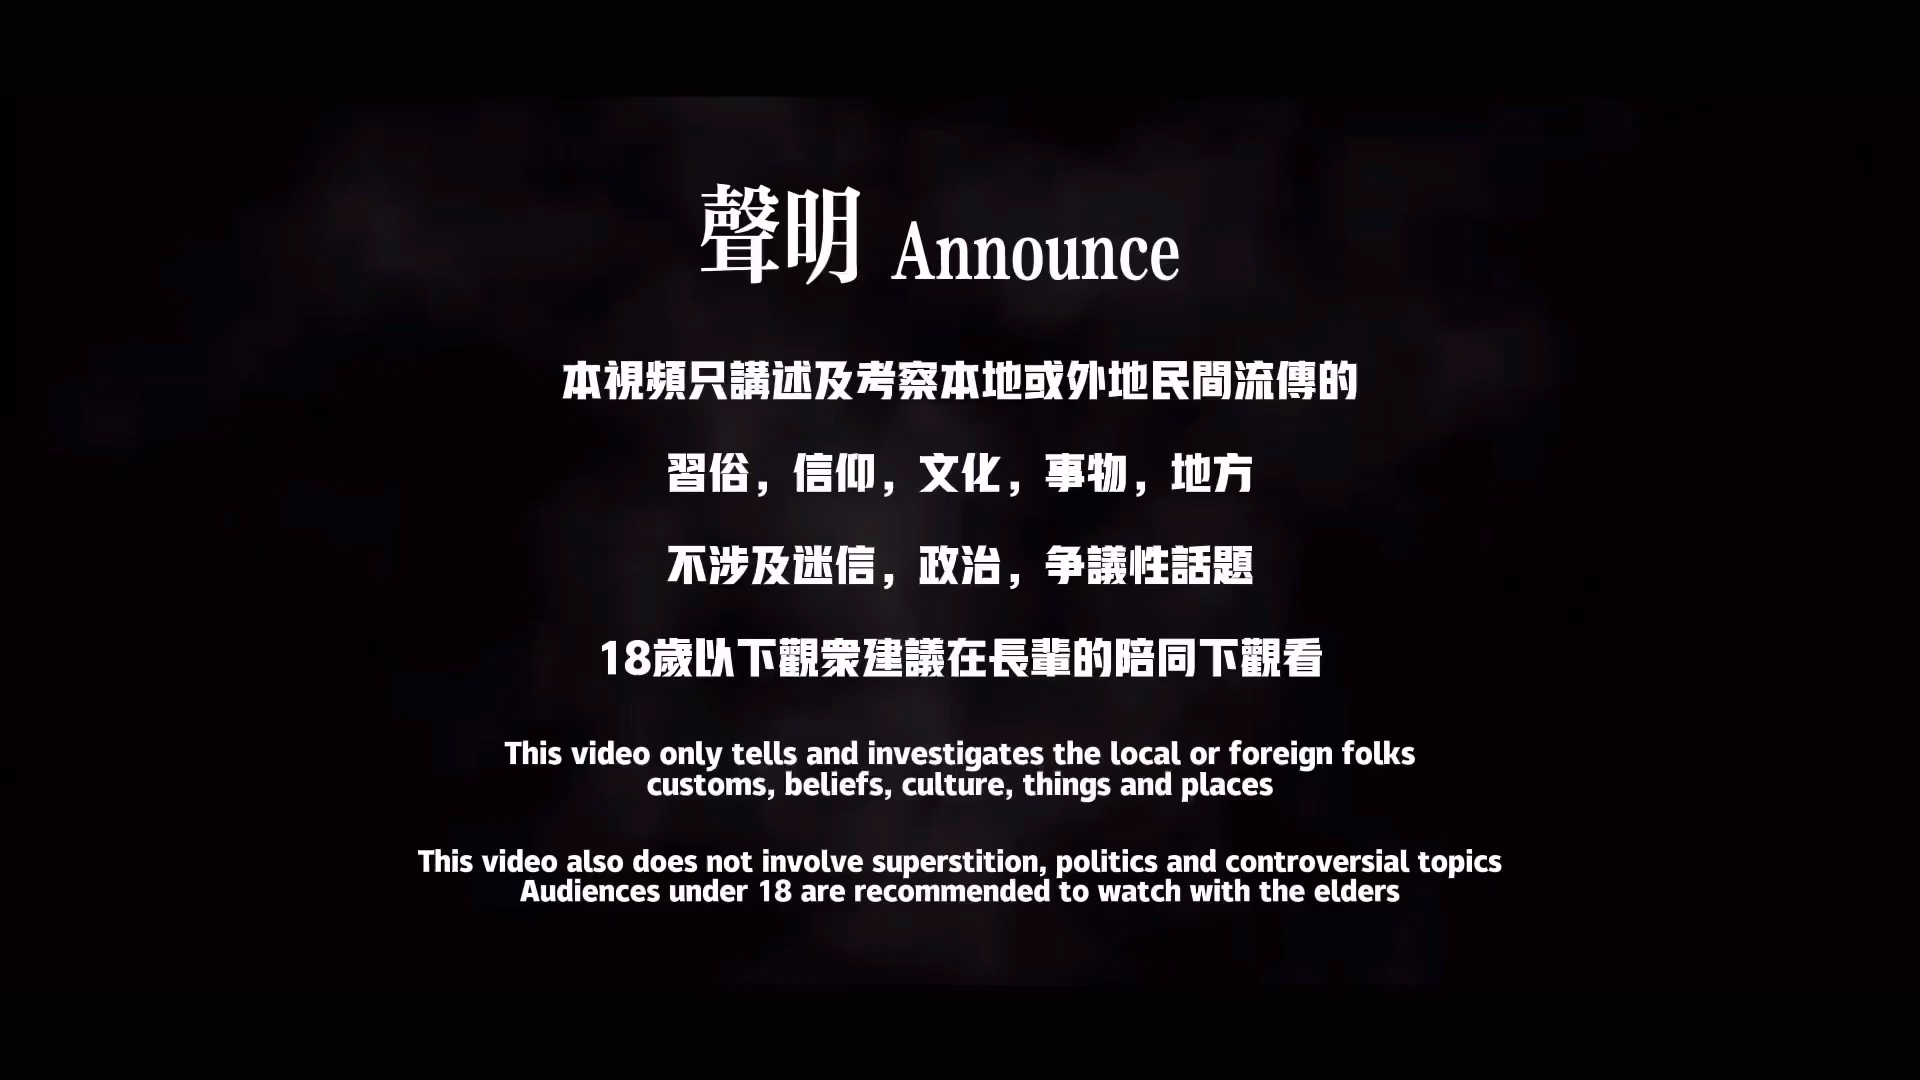 聲明 Announce
本視頻只講述及考察本地或外地民間流傳的
習俗，信仰，文化，事物，地方
不涉及迷信，政治，争議性話題
18歲以下觀衆建議在長輩的陪同下觀看
This video only tells and investigates the local or foreign folks
customs, beliefs, culture, things and places
This video also does not involve superstition, politics and controversial topics
Audiences under 18 are recommended to watch with the elders